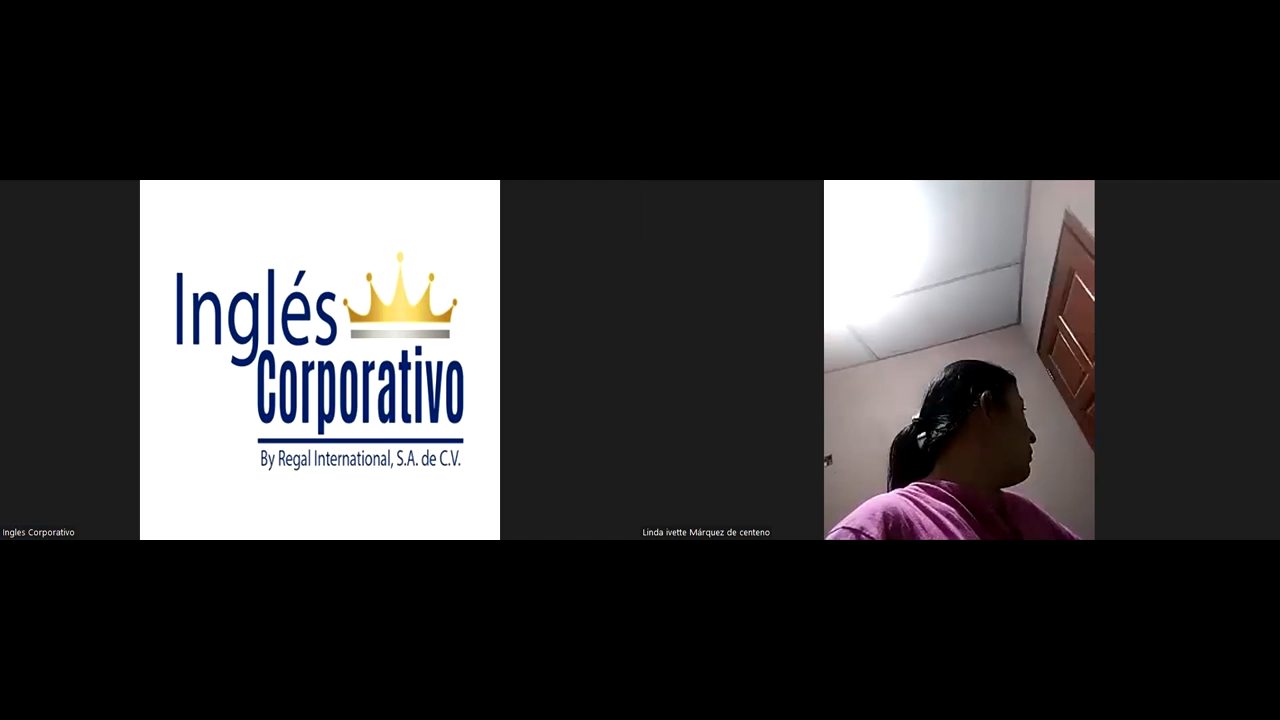 Inglés
Corporativo
By Regal International, S.A. de C.V.
Ingles Corporativo
Linda ivette Márquez de centeno